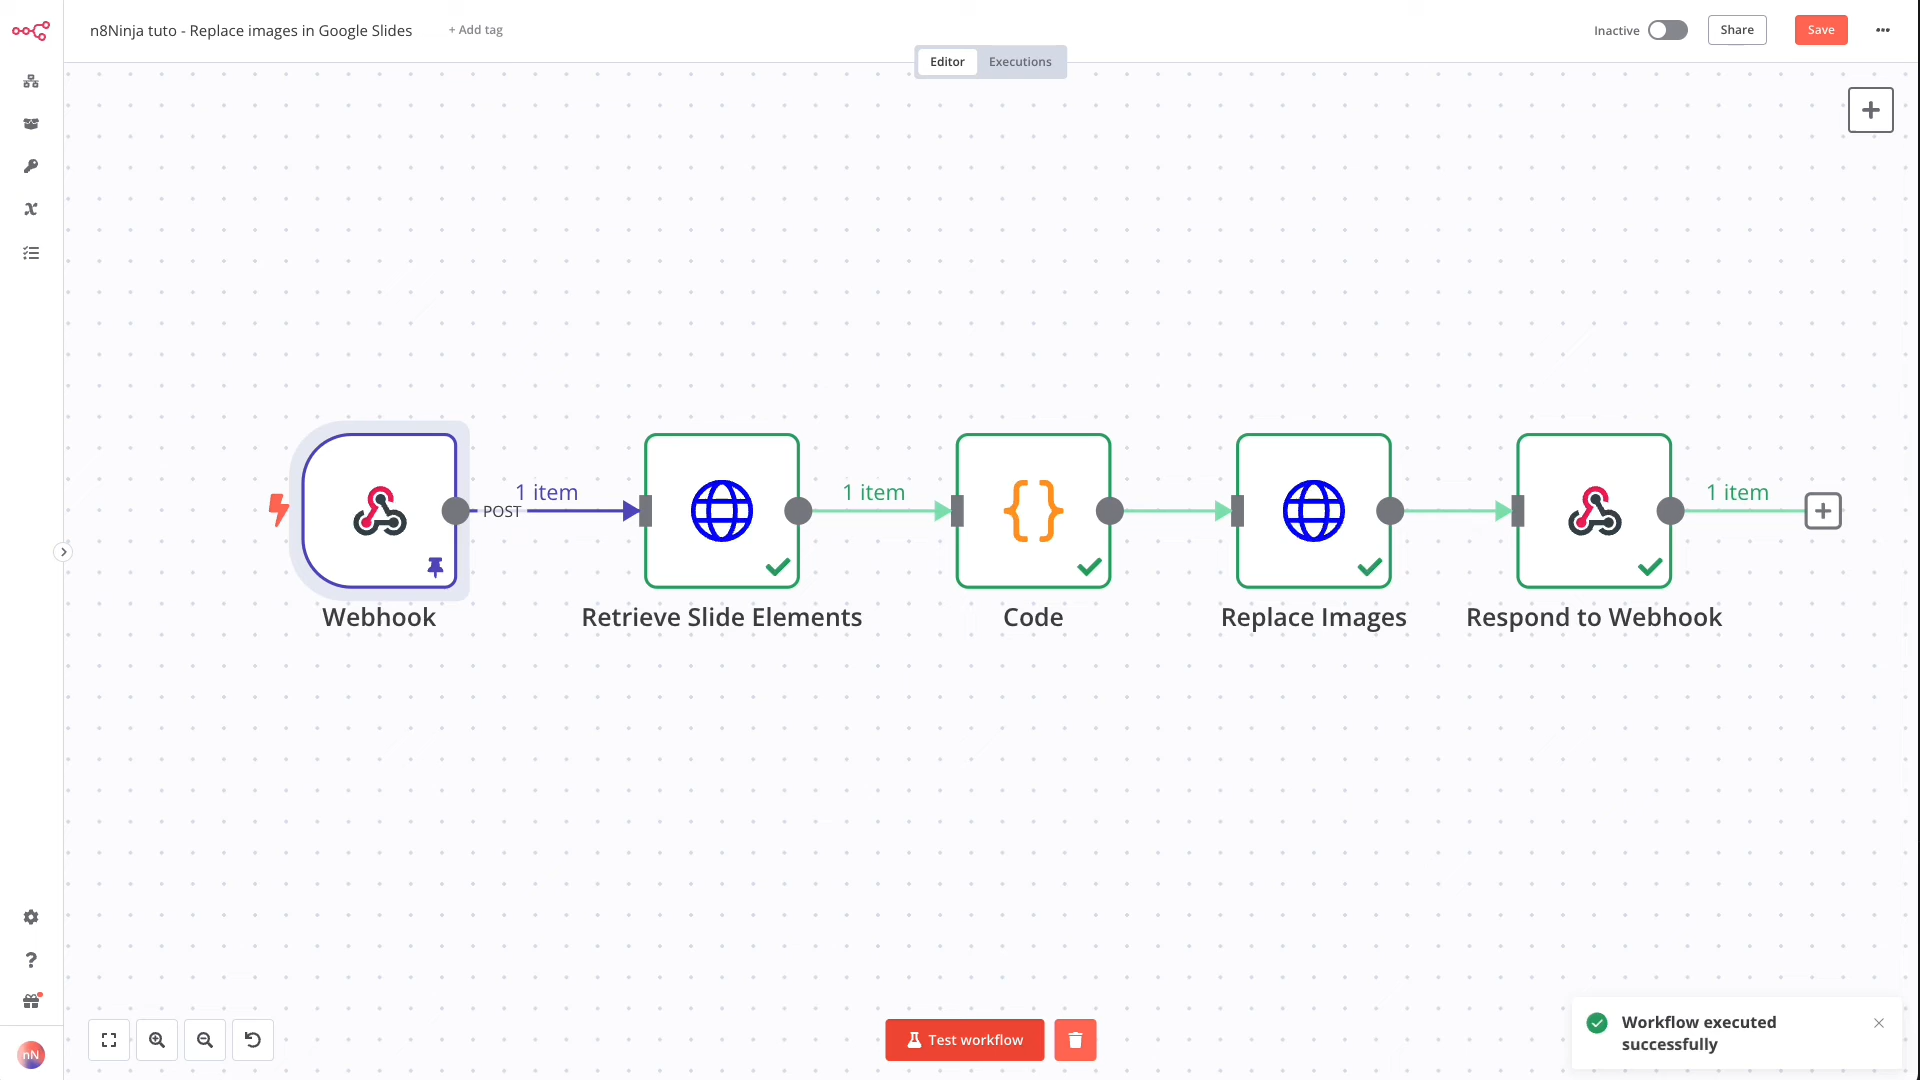 n8Ninja tuto - Replace images in Google Slides
+ Add tag
Inactive
Share
Save
Editor
Executions
1 item
POST
1 item
1 item
Webhook
Retrieve Slide Elements
Code
Replace Images
Respond to Webhook
Test workflow
Workflow executed
successfully
nN